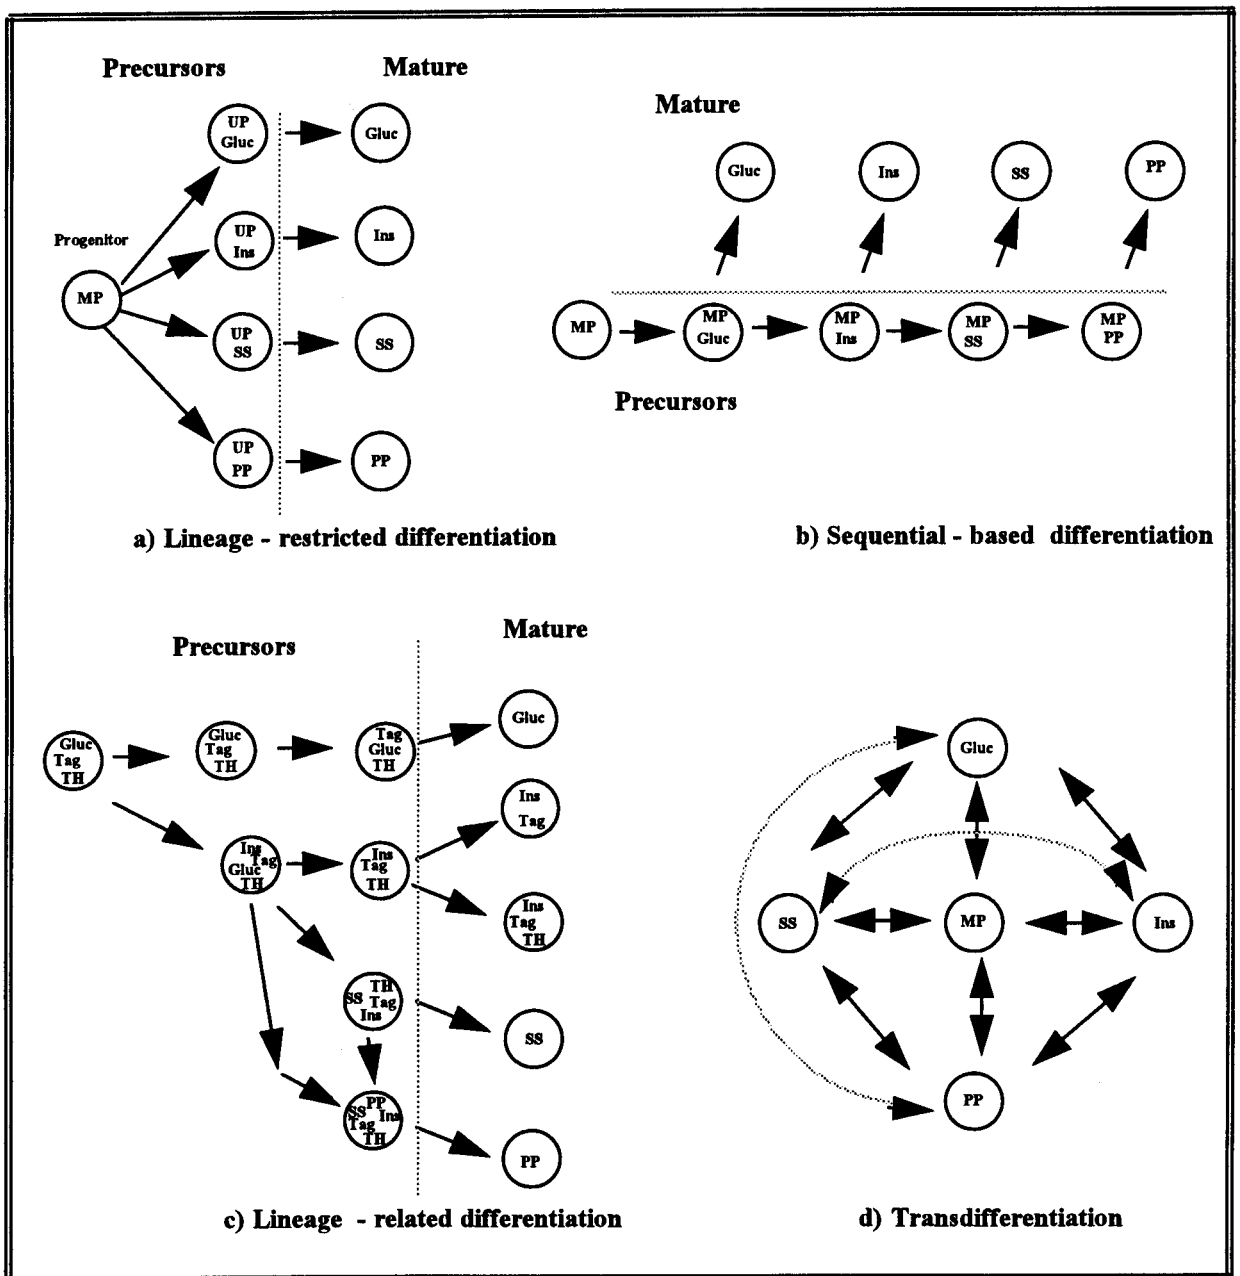 Precursors
Mature
UP
Gluc
Gluc
UP
Ins
Ins
Progenitor
MP
UP
SS
SS
UP
PP
PP
a) Lineage - restricted differentiation
Mature
Gluc
Ins
SS
PP
MP
MP
Gluc
MP
Ins
MP
SS
MP
PP
Precursors
b) Sequential - based differentiation
Precursors
Mature
Gluc
Tag
TH
Gluc
Tag
TH
Tag
Gluc
TH
Gluc
Ins
Tag
Gluc
TH
Ins
Tag
TH
Ins
Tag
Ins
Tag
TH
TH
SS Tag
Ins
SS
PP
SS Ins
Tag
TH
PP
c) Lineage - related differentiation
Gluc
SS
MP
Ins
PP
d) Transdifferentiation